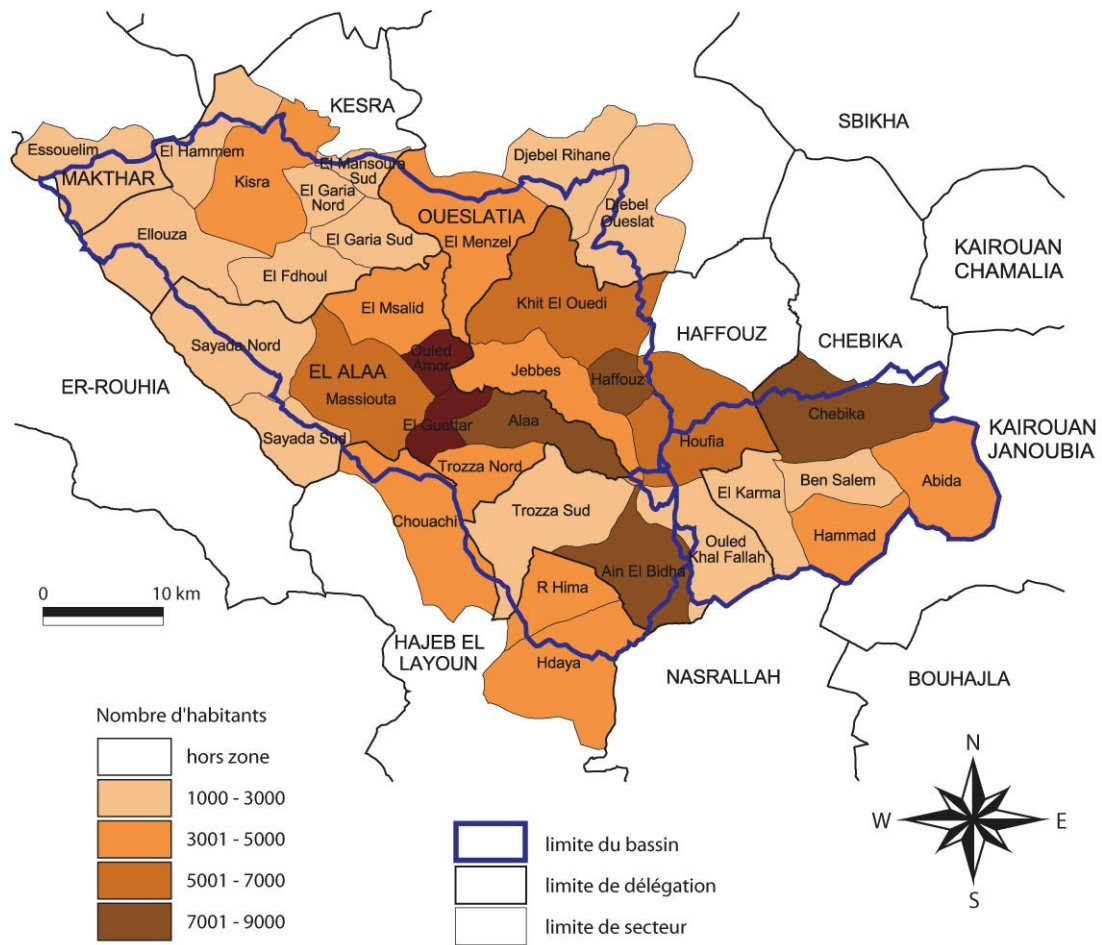 KESRA
SBIKHA
Essouelim
El Hammem
Djebel Rihane
MAKTHAR
Kisra
El Mansoura
Sud
El Garia
Nord
OUESLATIA
Djebel
Oueslat
Ellouza
El Garia Sud
El Menzel
KAIROUAN
CHAMALIA
El Fdhoul
El Msalid
Khit El Ouedi
HAFFOUZ
CHEBIKA
Sayada Nord
Ouled
Amor
ER-ROUHIA
EL ALAA
Massiouta
Jebbes
Haffouz
Chebika
El Guettar
Alaa
Houfia
KAIROUAN
JANOUBIA
Sayada Sud
Trozza Nord
El Karma
Ben Salem
Abida
Chouachi
Trozza Sud
Ouled
Khal Fallah
Hammad
Ain El Bidha
R Hima
0 10 km
HAJEB EL
LAYOUN
Hdaya
NASRALLAH
BOUHAJLA
Nombre d'habitants
hors zone
1000 - 3000
3001 - 5000
5001 - 7000
7001 - 9000
limite du bassin
limite de délégation
limite de secteur
N
W
E
S